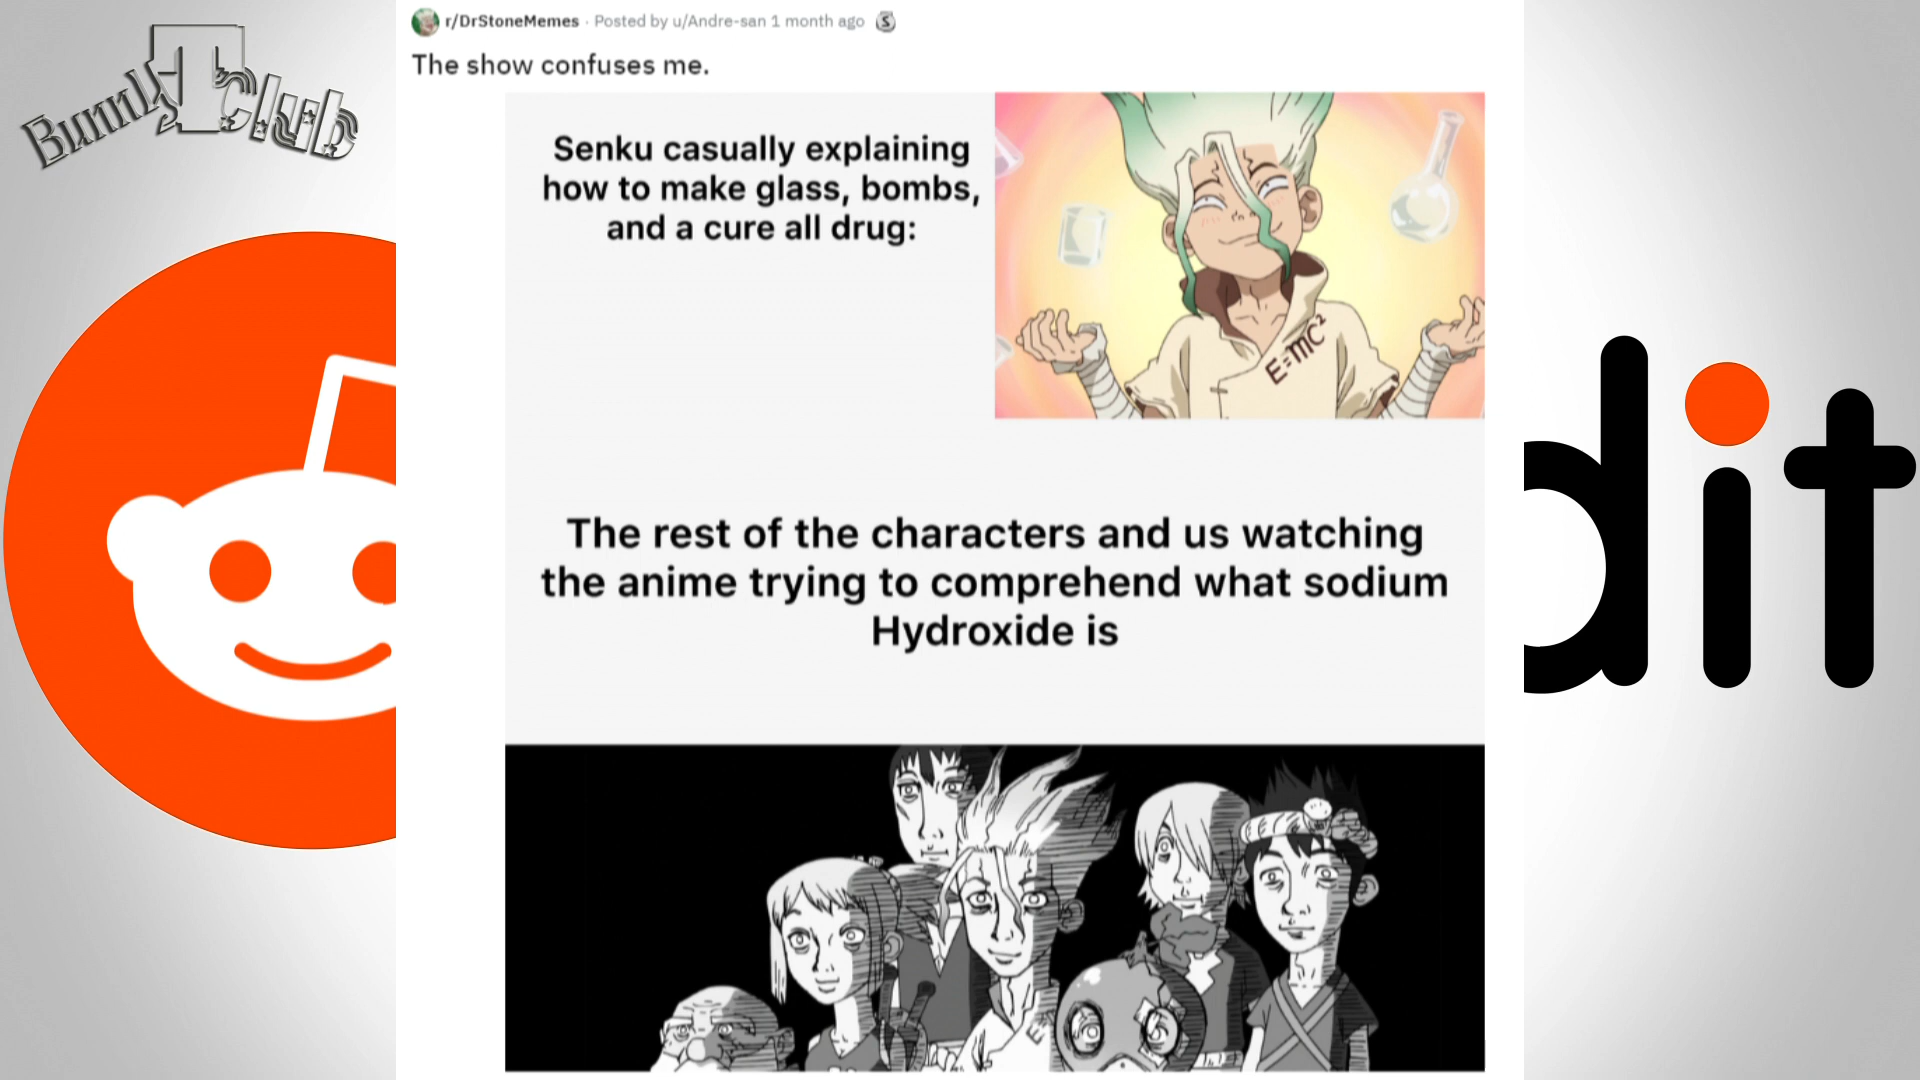 Bunny T club
r/DrStoneMemes · Posted by u/Andre-san 1 month ago
The show confuses me.
Senku casually explaining
how to make glass, bombs,
and a cure all drug:
E=mc²
The rest of the characters and us watching
the anime trying to comprehend what sodium
Hydroxide is
dit